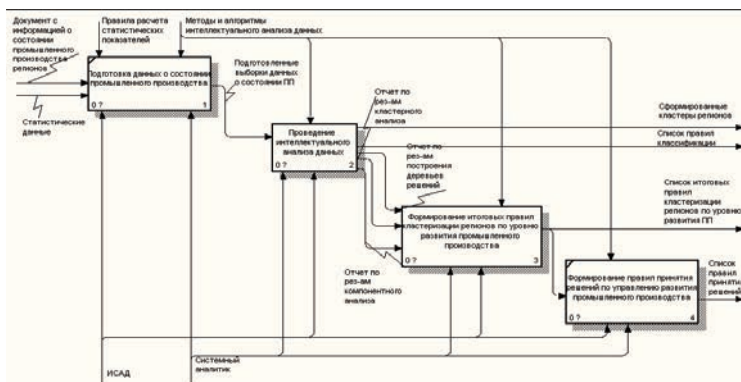 Документ с
информацией о
состоянии
промышленного
производства
регионов
Правила расчета
статистических
показателей
Методы и алгоритмы
интеллектуального анализа данных
Подготовка данных о состоянии
промышленного производства
0 ?
1
Статистические
данные
Подготовленные
выборки данных
о состоянии ПП
Отчет по
рез-ам
кластерного
анализа
Проведение
интеллектуального
анализа данных
0 ?
2
Сформированные
кластеры регионов
Список правил
классификации
Отчет по
рез-ам
построения
деревьев
решений
Список итоговых
правил
кластеризации
регионов по уровню
развития ПП
Формирование итоговых правил
кластеризации регионов по уровню
развития промышленного
производства
0 ?
3
Отчет по
рез-ам
компонентного
анализа
Формирование правил принятия
решений по управлению развития
промышленного производства
0 ?
4
Список
правил
принятия
решений
Системный
аналитик
ИСАД